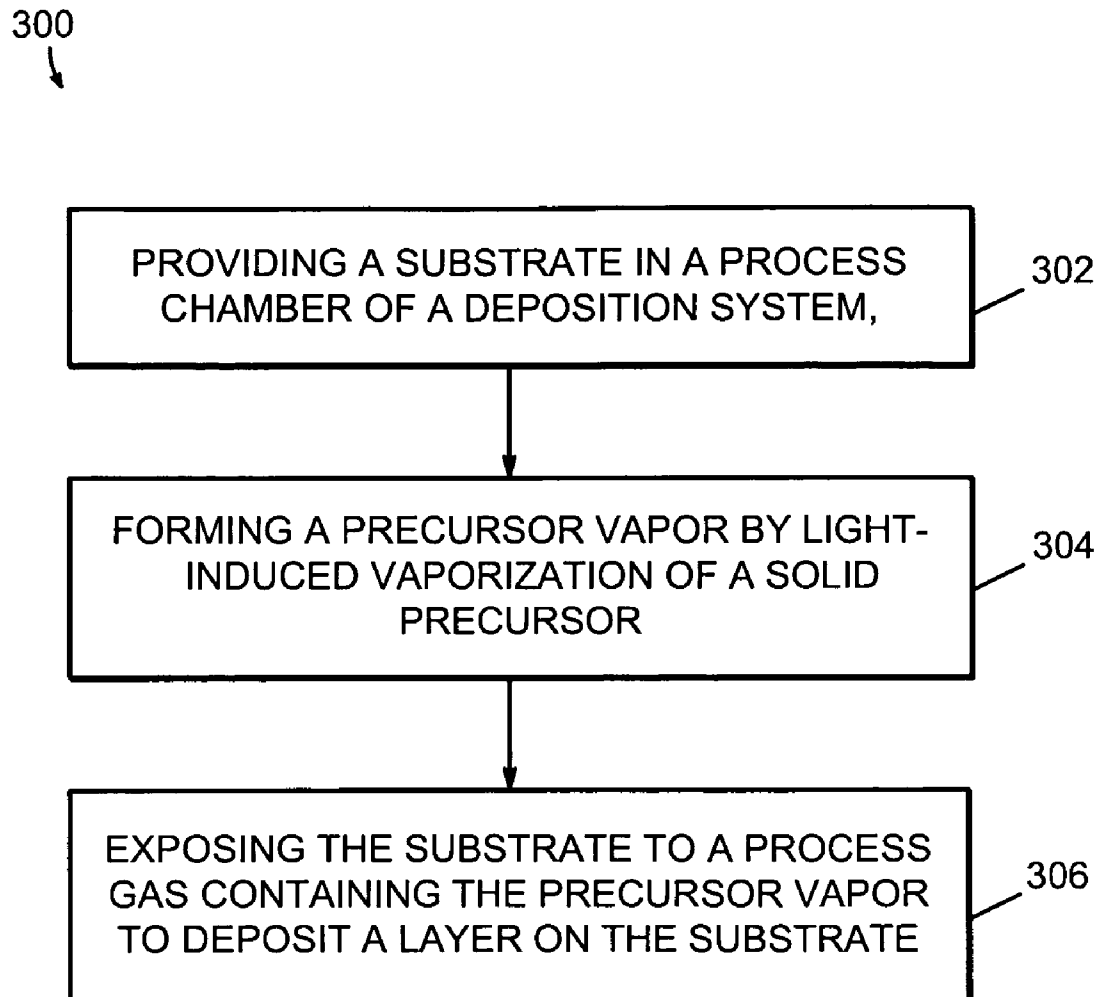 300
PROVIDING A SUBSTRATE IN A PROCESS
CHAMBER OF A DEPOSITION SYSTEM,
302
FORMING A PRECURSOR VAPOR BY LIGHT-
INDUCED VAPORIZATION OF A SOLID
PRECURSOR
304
EXPOSING THE SUBSTRATE TO A PROCESS
GAS CONTAINING THE PRECURSOR VAPOR
TO DEPOSIT A LAYER ON THE SUBSTRATE
306